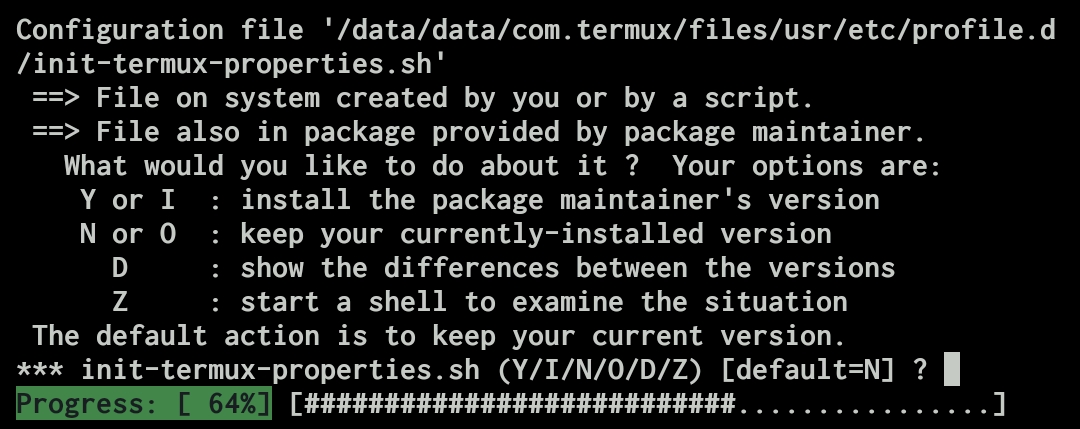 Configuration file '/data/data/com.termux/files/usr/etc/profile.d
/init-termux-properties.sh'
 ==> File on system created by you or by a script.
 ==> File also in package provided by package maintainer.
   What would you like to do about it ?  Your options are:
    Y or I  : install the package maintainer's version
    N or O  : keep your currently-installed version
      D     : show the differences between the versions
      Z     : start a shell to examine the situation
 The default action is to keep your current version.
*** init-termux-properties.sh (Y/I/N/O/D/Z) [default=N] ?
Progress: [ 64%] [###########################................]